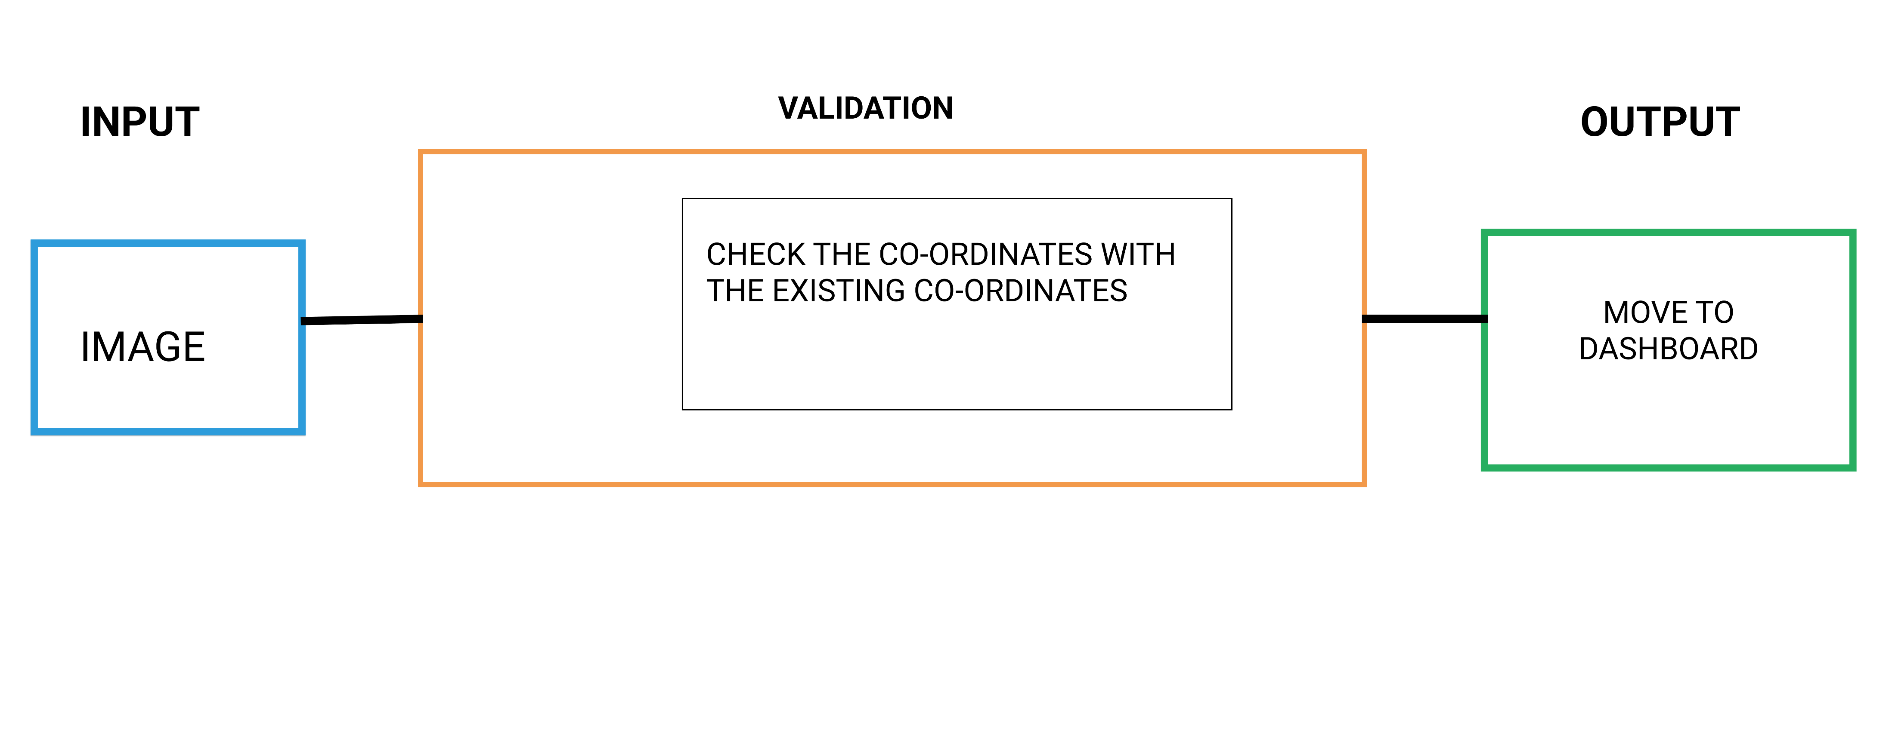 INPUT
VALIDATION
OUTPUT
IMAGE
CHECK THE CO-ORDINATES WITH
THE EXISTING CO-ORDINATES
MOVE TO
DASHBOARD